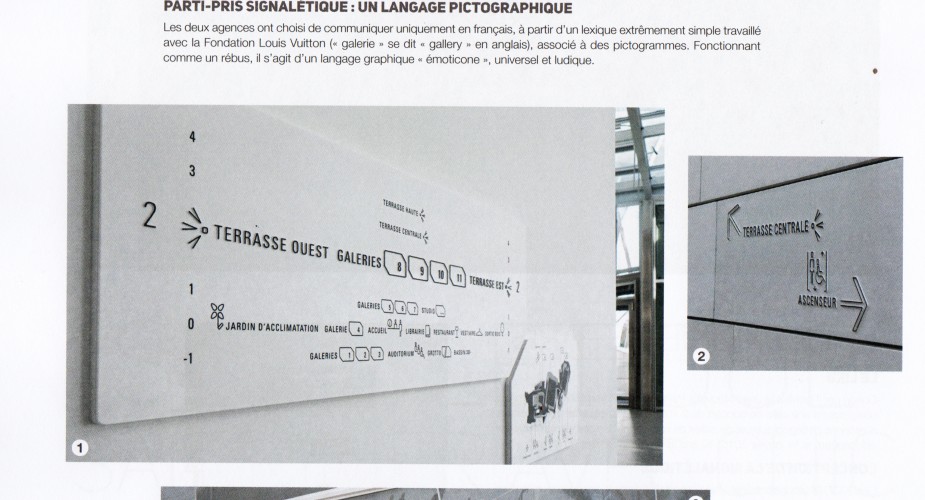 PARTI-PRIS SIGNALÉTIQUE : UN LANGAGE PICTOGRAPHIQUE
Les deux agences ont choisi de communiquer uniquement en français, à partir d'un lexique extrêmement simple travaillé
avec la Fondation Louis Vuitton (« galerie » se dit « gallery » en anglais), associé à des pictogrammes. Fonctionnant
comme un rébus, il s'agit d'un langage graphique « émoticone », universel et ludique.
4
3
TERRASSE HAUTE
TERRASSE CENTRALE
2 TERRASSE OUEST GALERIES 8 9 10 11 TERRASSE EST 2
1 GALERIES 5 6 7 STUDIO
0 JARDIN D'ACCLIMATATION GALERIE 4 ACCUEIL LIBRAIRIE RESTAURANT VESTIAIRE
-1 GALERIES 1 2 3 AUDITORIUM GROTTO
1
TERRASSE CENTRALE
ASCENSEUR
2